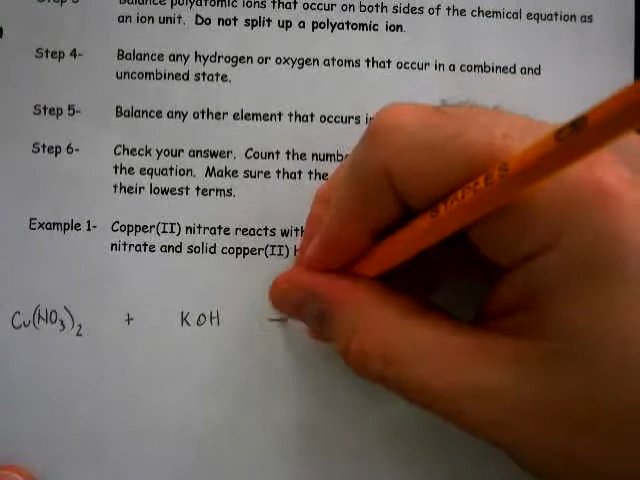 Balance polyatomic ions that occur on both sides of the chemical equation as
an ion unit. Do not split up a polyatomic ion.
Step 4- Balance any hydrogen or oxygen atoms that occur in a combined and
uncombined state.
Step 5- Balance any other element that occurs
Step 6- Check your answer. Count the
the equation. Make sure that the
their lowest terms.
Example 1- Copper(II) nitrate reacts
nitrate and solid copper(II)
Cu(NO₃)₂ + KOH
STAPLES